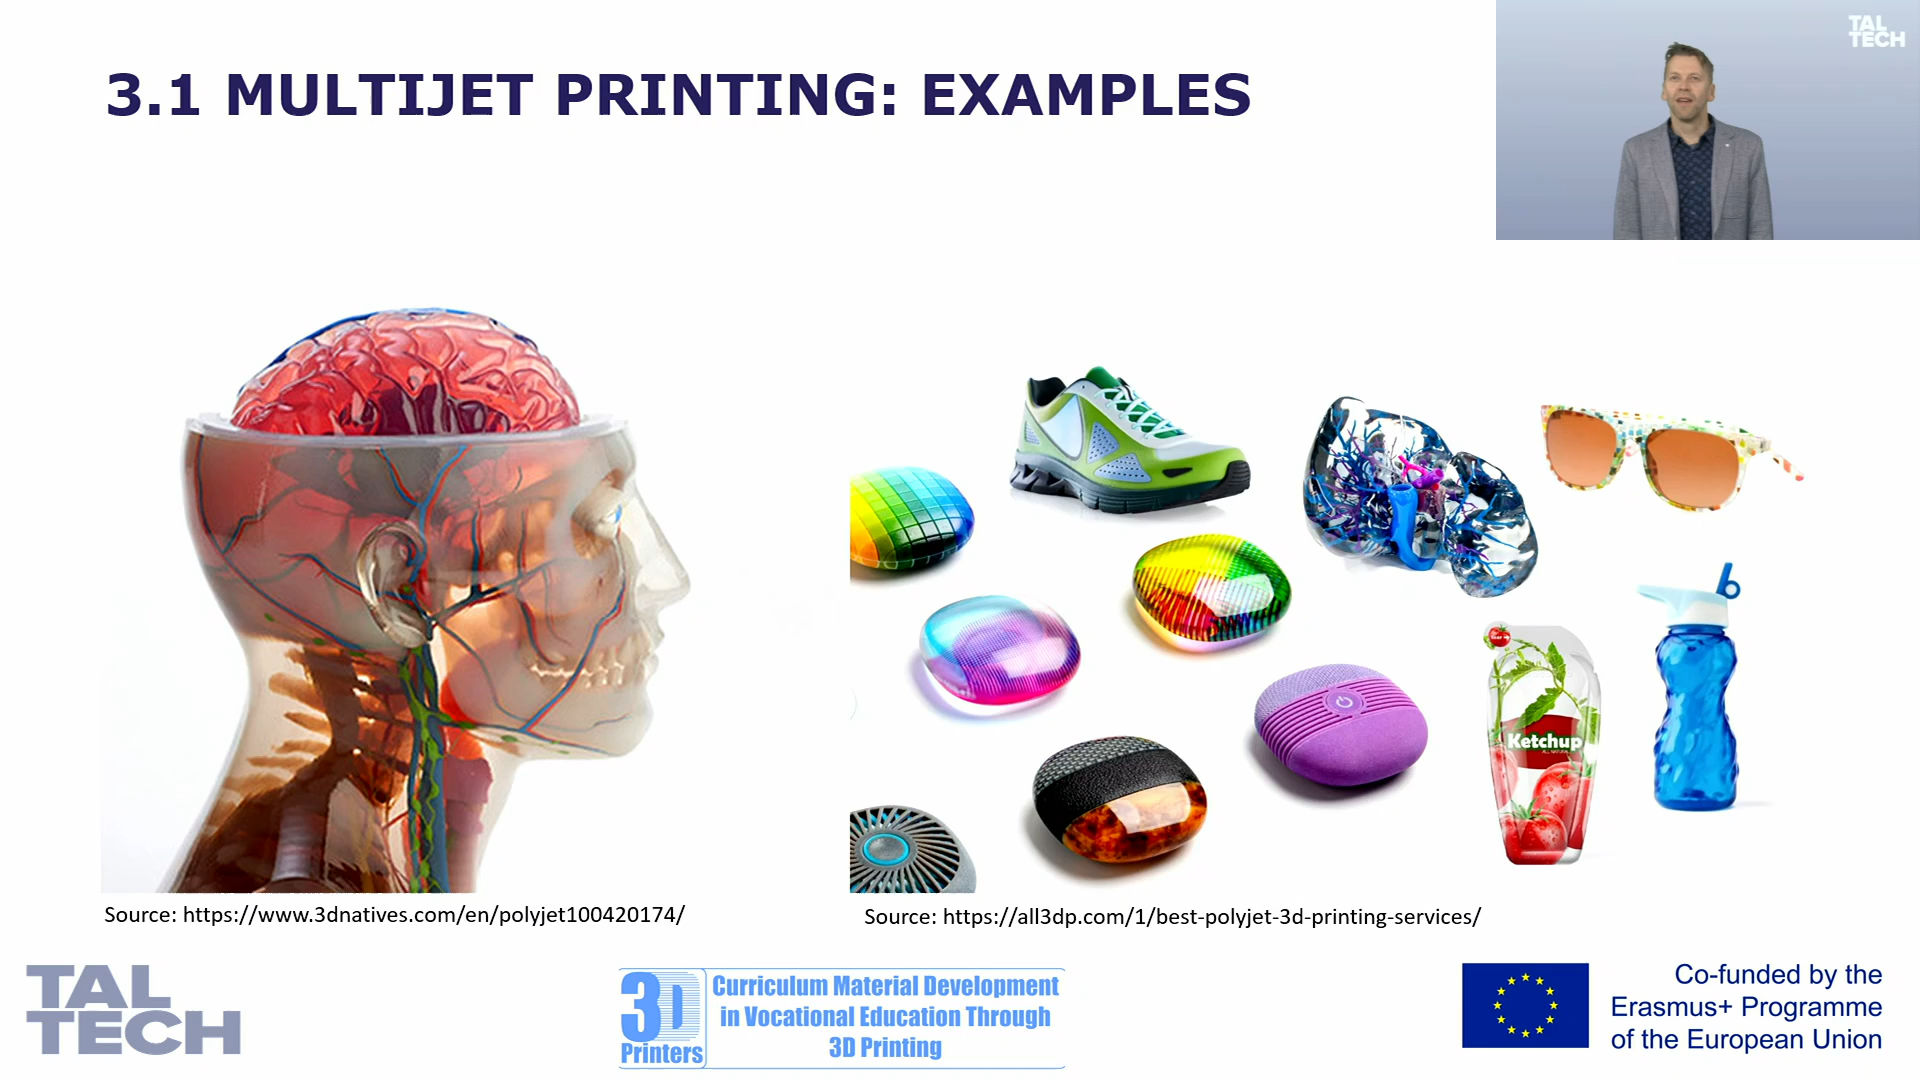 3.1 MULTIJET PRINTING: EXAMPLES
TAL
TECH
Ketchup
Source: https://www.3dnatives.com/en/polyjet100420174/
Source: https://all3dp.com/1/best-polyjet-3d-printing-services/
TAL
TECH
3D
Printers
Curriculum Material Development
in Vocational Education Through
3D Printing
Co-funded by the
Erasmus+ Programme
of the European Union